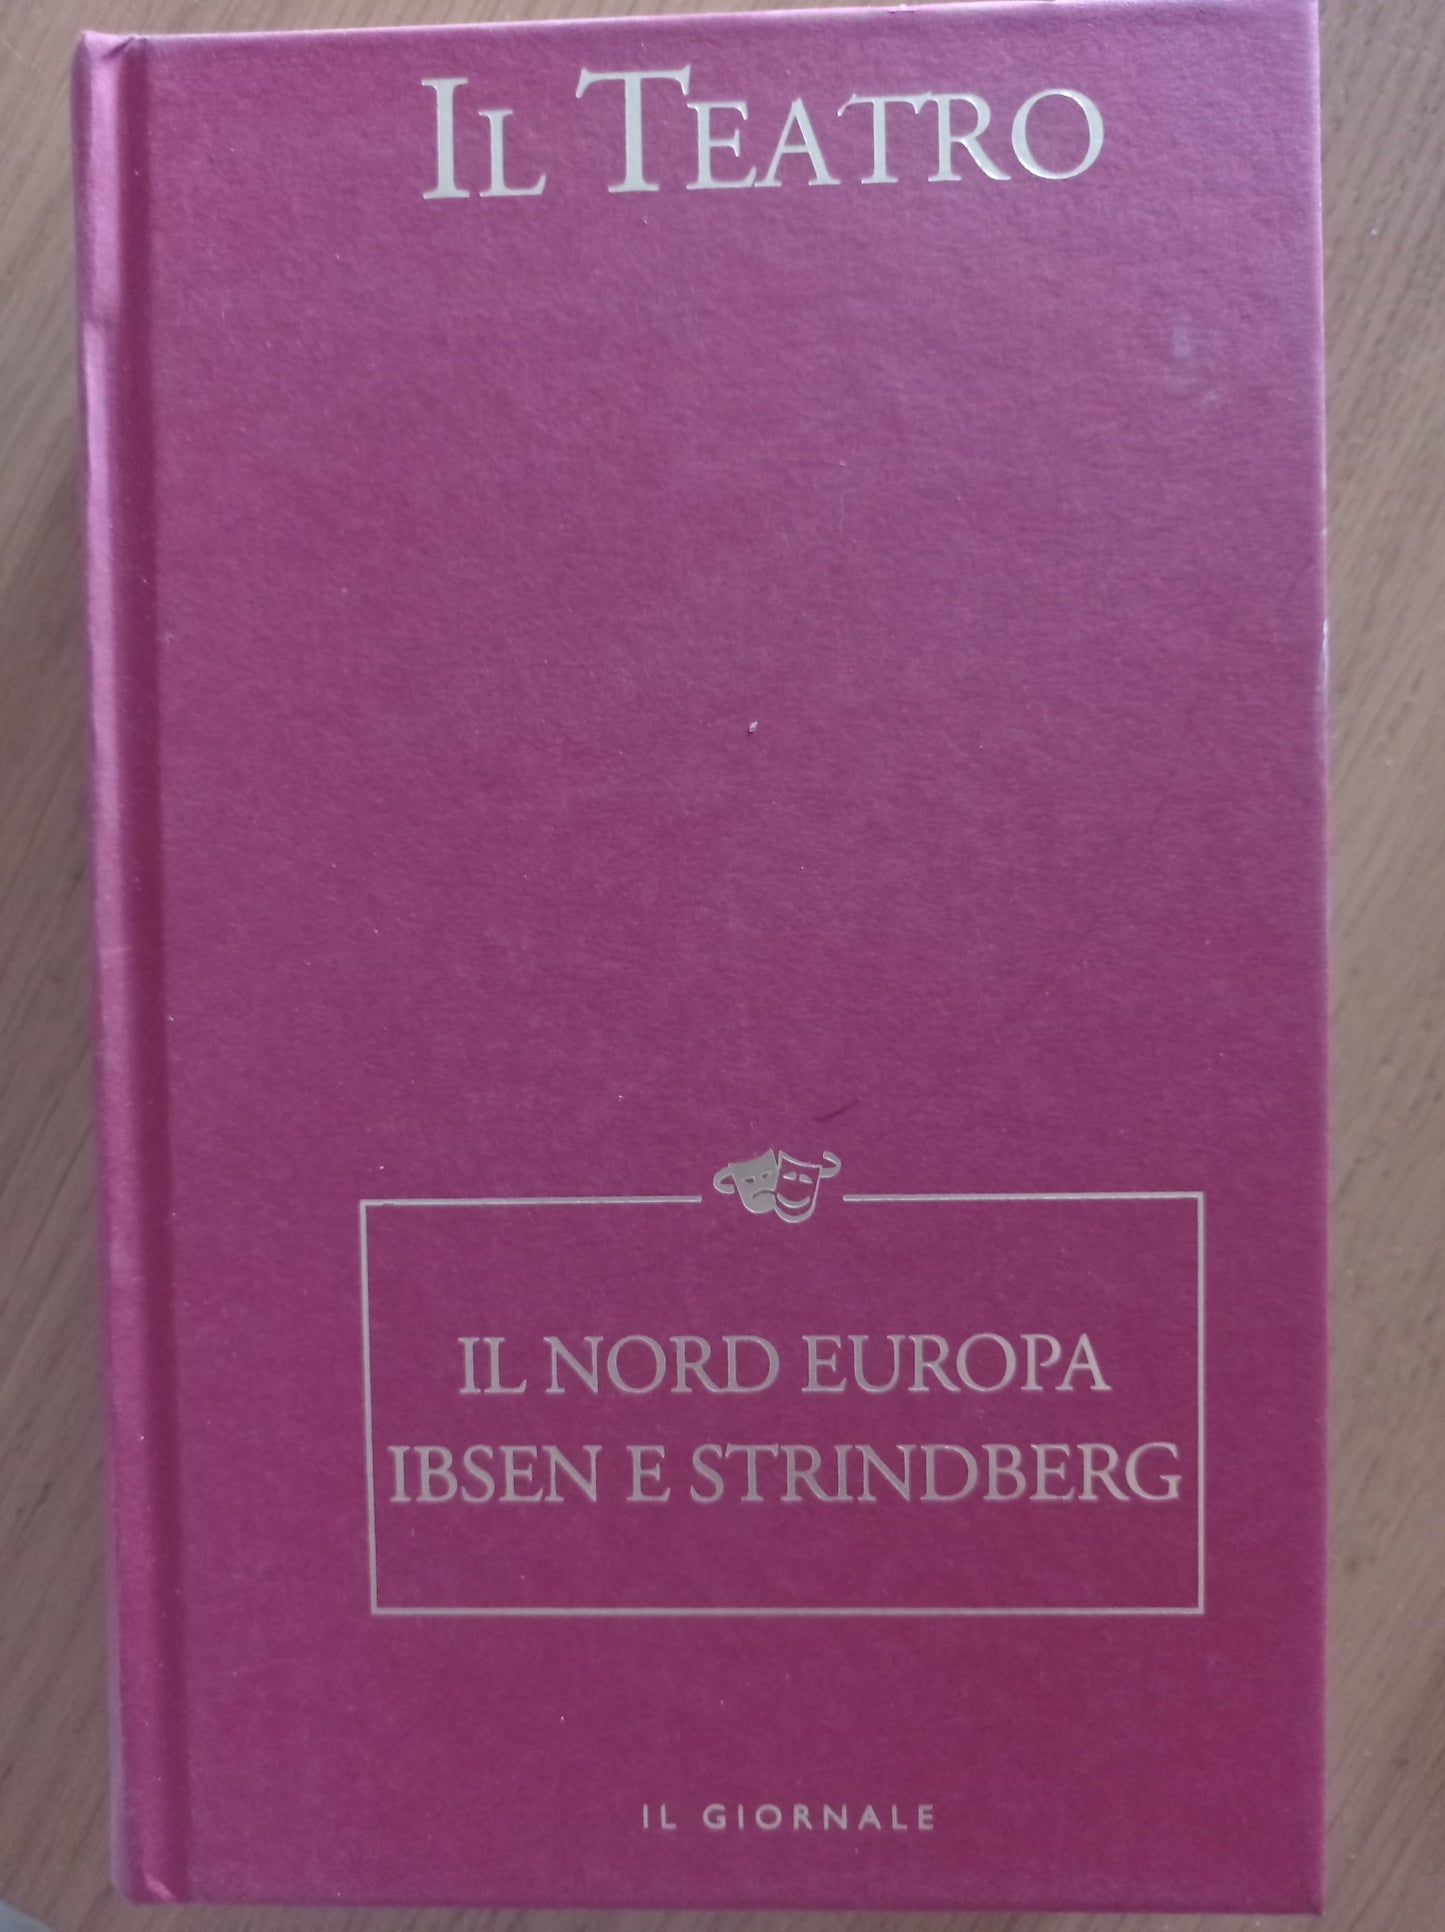 IL TEATRO
IL NORD EUROPA
IBSEN E STRINDBERG
IL GIORNALE